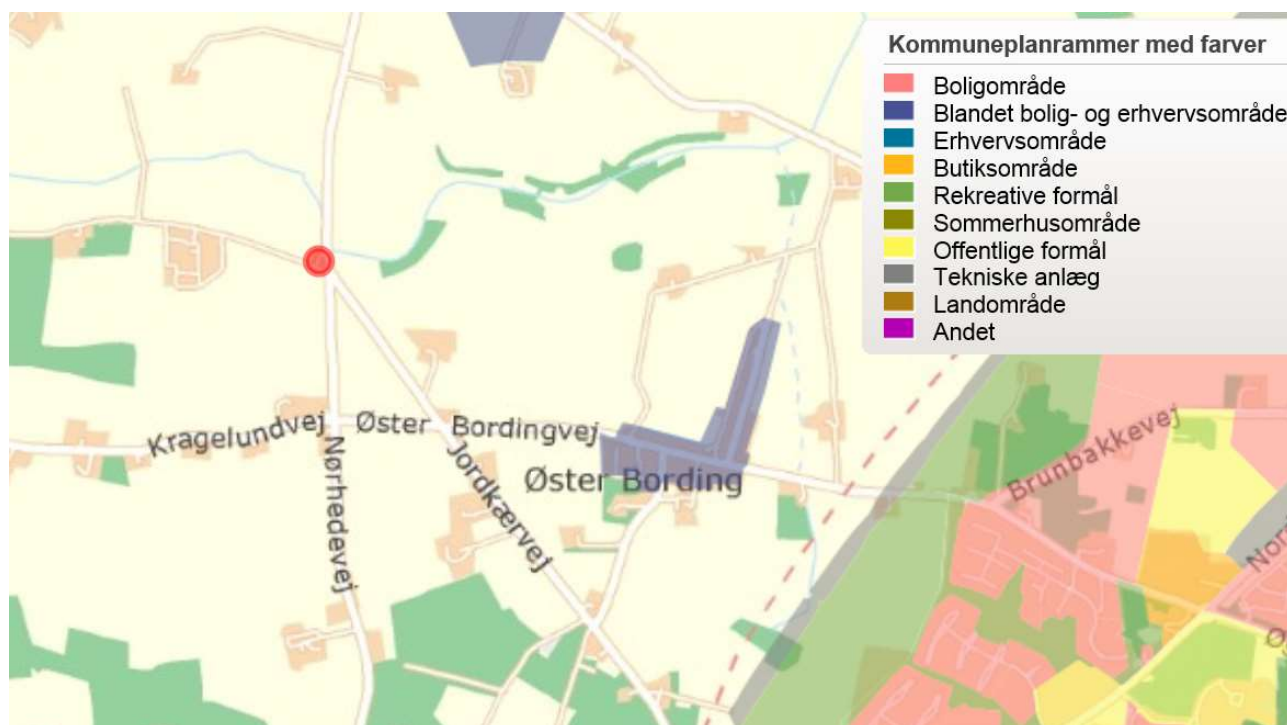 Kommuneplanrammer med farver
Boligområde
Blandet bolig- og erhvervsområde
Erhvervsområde
Butiksområde
Rekreative formål
Sommerhusområde
Offentlige formål
Tekniske anlæg
Landområde
Andet
Kragelundvej
Øster Bordingvej
Nørhedevej
Jordkærvej
Øster Bording
Brunbakkevej